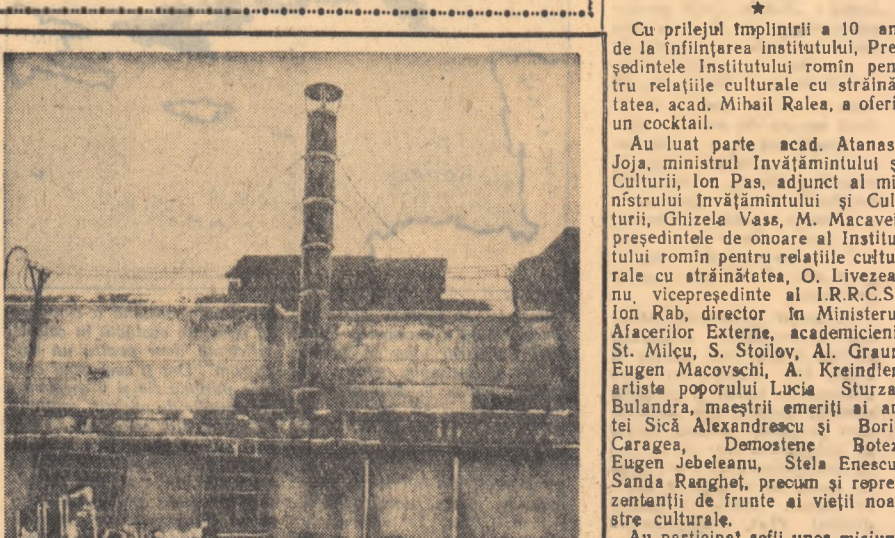 ★
Cu prilejul împlinirii a 10 an
de la înființarea institutului, Pre
ședintele Institutului romîn pen
tru relațiile culturale cu străină
tatea, acad. Mihail Ralea, a oferi
un cocktail.
Au luat parte acad. Atanas
Joja, ministrul Invățămintului ș
Culturii, Ion Pas, adjunct al mi
nistrului învățămîntului și Cul
turii, Ghizela Vass, M. Macavei
președintele de onoare al Institu
tului romîn pentru relațiile cultu
rale cu străinătatea, O. Livezea
nu, vicepreședinte al I.R.R.C.S.
Ion Rab, director în Ministeru
Afacerilor Externe, academicieni
St. Milcu, S. Stoilov, Al. Graur
Eugen Macovschi, A. Kreindler
artista poporului Lucia Sturza
Bulandra, maeștrii emeriți ai ar
tei Sică Alexandrescu și Bori
Caragea, Demostene Botez
Eugen Jebeleanu, Stela Enescu
Sanda Ranghet, precum și repre
zentanții de frunte ai vieții noa
stre culturale.
Au participat șefii unor misiun